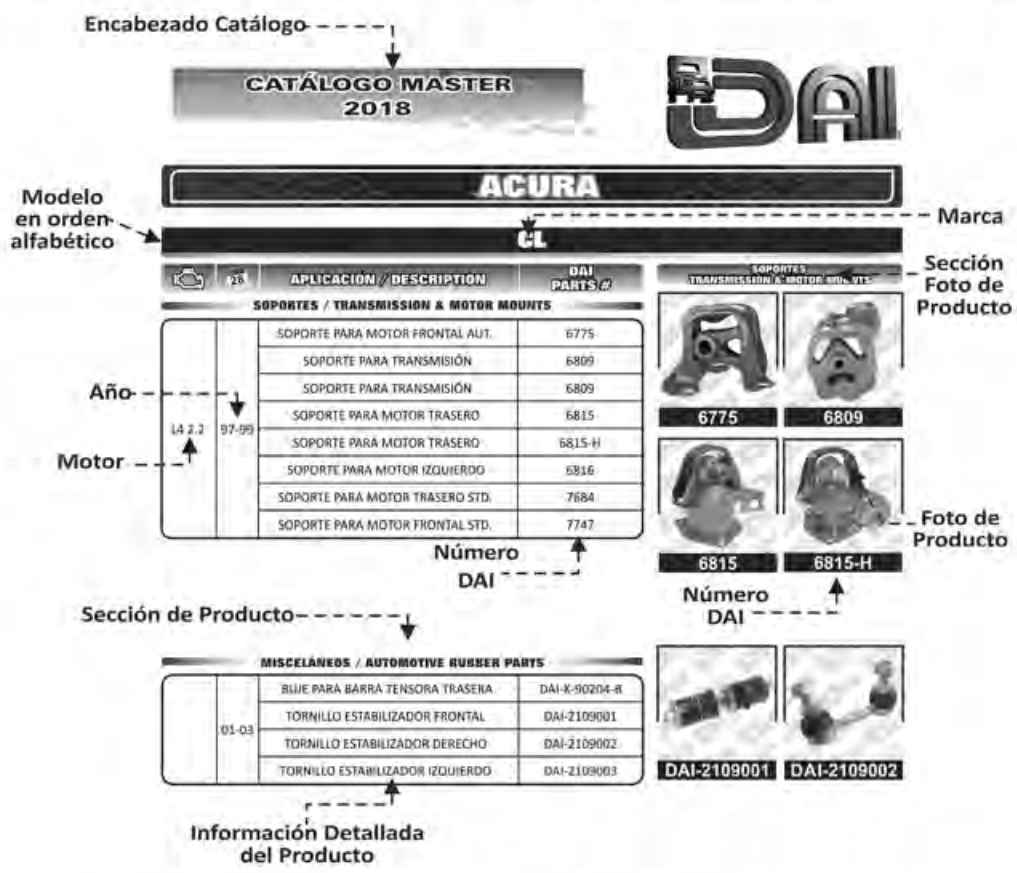 Encabezado Catálogo
CATÁLOGO MASTER
2018
DAI
ACURA
Modelo
en orden
alfabético
Marca
CL
APLICACIÓN / DESCRIPTION
DAI
PARTS #
SOPORTES
TRANSMISSION & MOTOR MOUNTS
Sección
Foto de
Producto
SOPORTES / TRANSMISSION & MOTOR MOUNTS
SOPORTE PARA MOTOR FRONTAL AUT. 6775
SOPORTE PARA TRANSMISIÓN 6809
SOPORTE PARA TRANSMISIÓN 6809
SOPORTE PARA MOTOR TRASERO 6815
SOPORTE PARA MOTOR TRASERO 6815-H
SOPORTE PARA MOTOR IZQUIERDO 6816
SOPORTE PARA MOTOR TRASERO STD. 7684
SOPORTE PARA MOTOR FRONTAL STD. 7747
Año
L4 2.2 97-99
Motor
6775 6809
6815 6815-H
Foto de
Producto
Número
DAI
Número
DAI
Sección de Producto
MISCELÁNEOS / AUTOMOTIVE RUBBER PARTS
01-03
BUJE PARA BARRA TENSORA TRASERA DAI-K-90204-B
TORNILLO ESTABILIZADOR FRONTAL DAI-2109001
TORNILLO ESTABILIZADOR DERECHO DAI-2109002
TORNILLO ESTABILIZADOR IZQUIERDO DAI-2109003
DAI-2109001 DAI-2109002
Información Detallada
del Producto